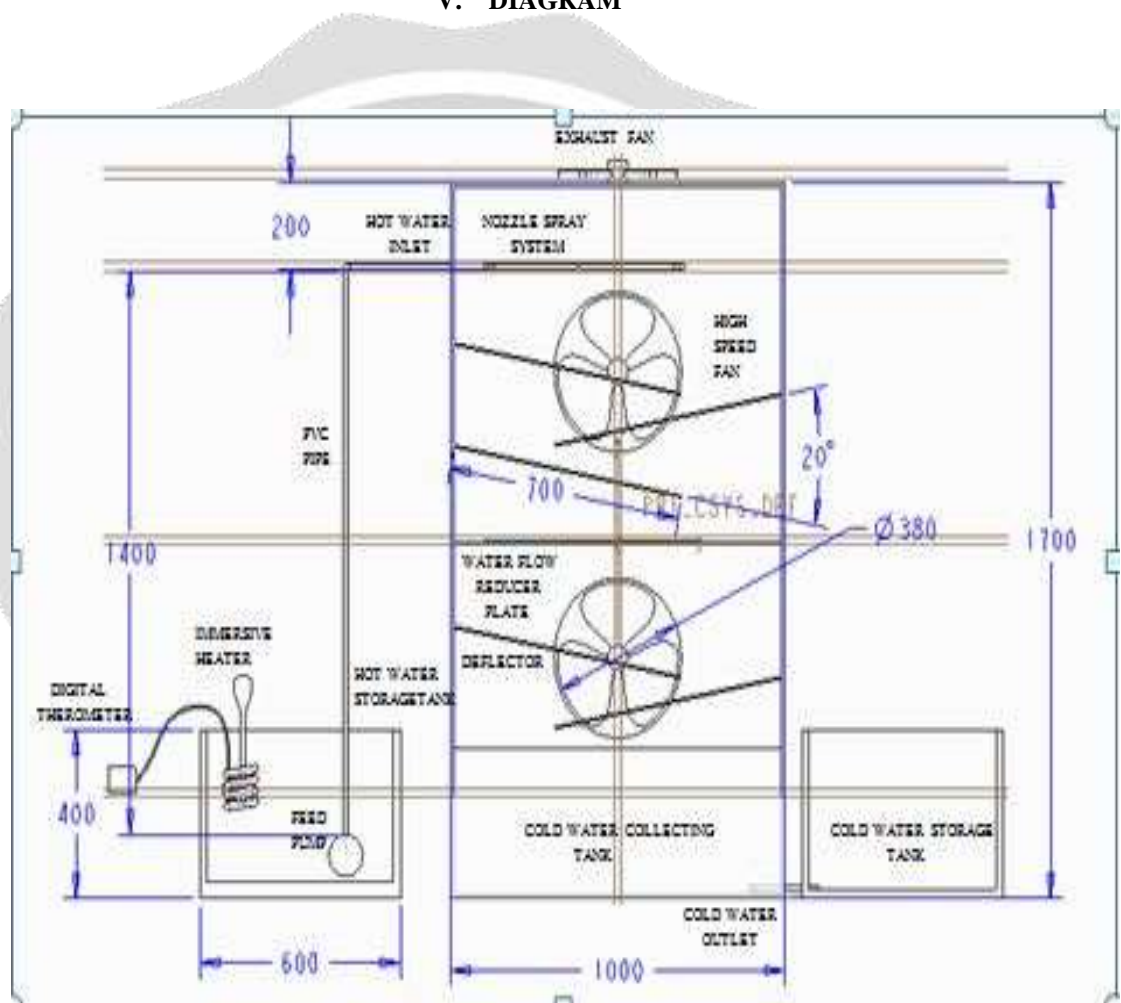 V. DIAGRAM
EXHAUST FAN
200
HOT WATER
INLET
NOZZLE SPRAY
SYSTEM
HIGH
SPEED
FAN
PVC
PIPE
20°
700
PRT_CSYS_DEF
Ø380
1400
1700
WATER FLOW
REDUCER
PLATE
IMMERSIVE
HEATER
DEFLECTOR
HOT WATER
STORAGETANK
DIGITAL
THEROMETER
400
FEED
PUMP
COLD WATER COLLECTING
TANK
COLD WATER STORAGE
TANK
COLD WATER
OUTLET
600
1000